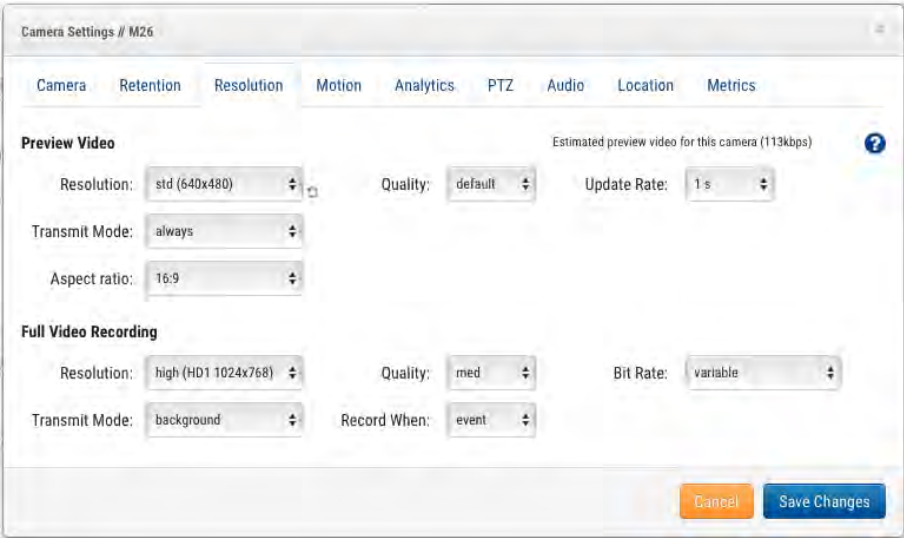 Camera Settings // M26
Camera Retention Resolution Motion Analytics PTZ Audio Location Metrics
Preview Video Estimated preview video for this camera (113kbps) ?
Resolution: std (640x480) Quality: default Update Rate: 1 s
Transmit Mode: always
Aspect ratio: 16:9
Full Video Recording
Resolution: high (HD1 1024x768) Quality: med Bit Rate: variable
Transmit Mode: background Record When: event
Cancel Save Changes